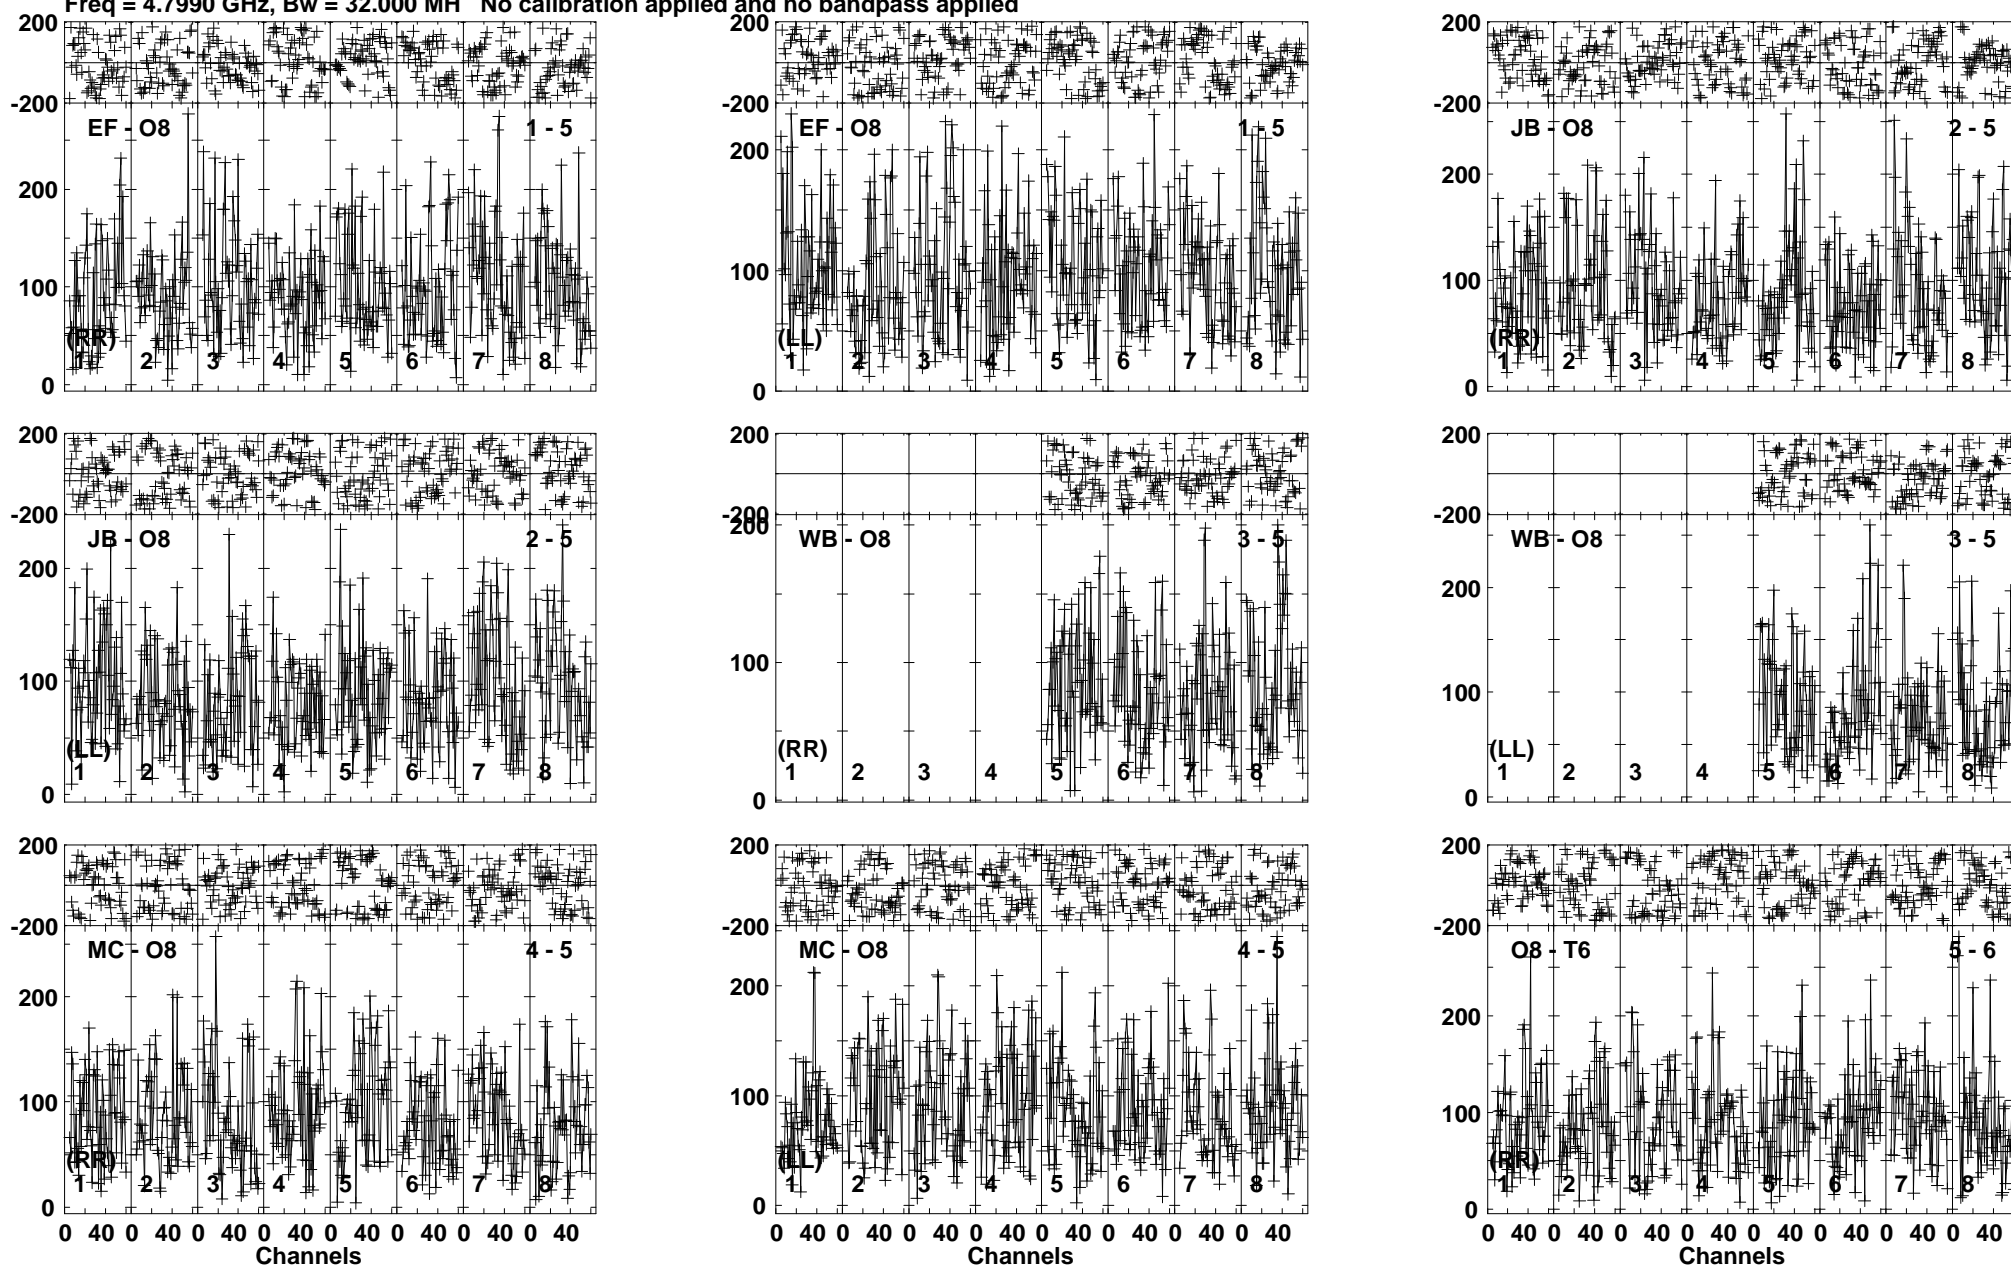 Freq = 4.7990 GHz, Bw = 32.000 MH No calibration applied and no bandpass applied
200 200 200
-200 -200 -200
EF - O8 1 - 5 EF - O8 1 - 5 JB - O8 2 - 5
200 200 200
100 100 100
(RR) (LL) (RR)
1 2 3 4 5 6 7 8 1 2 3 4 5 6 7 8 1 2 3 4 5 6 7 8
0 0 0
200 200 200
-200 -200 -200
200
JB - O8 2 - 5 WB - O8 3 - 5 WB - O8 3 - 5
200 200
100 100 100
(LL) (RR) (LL)
1 2 3 4 5 6 7 8 1 2 3 4 5 6 7 8 1 2 3 4 5 6 7 8
0 0 0
200 200 200
-200 -200 -200
MC - O8 4 - 5 MC - O8 4 - 5 O8 - T6 5 - 6
200 200 200
100 100 100
(RR) (LL) (RR)
1 2 3 4 5 6 7 8 1 2 3 4 5 6 7 8 1 2 3 4 5 6 7 8
0 0 0
0 40 0 40 0 40 0 40 0 40 0 40 0 40 0 40 0 40 0 40 0 40 0 40 0 40 0 40 0 40 0 40 0 40 0 40 0 40 0 40 0 40 0 40 0 40 0 40
Channels Channels Channels